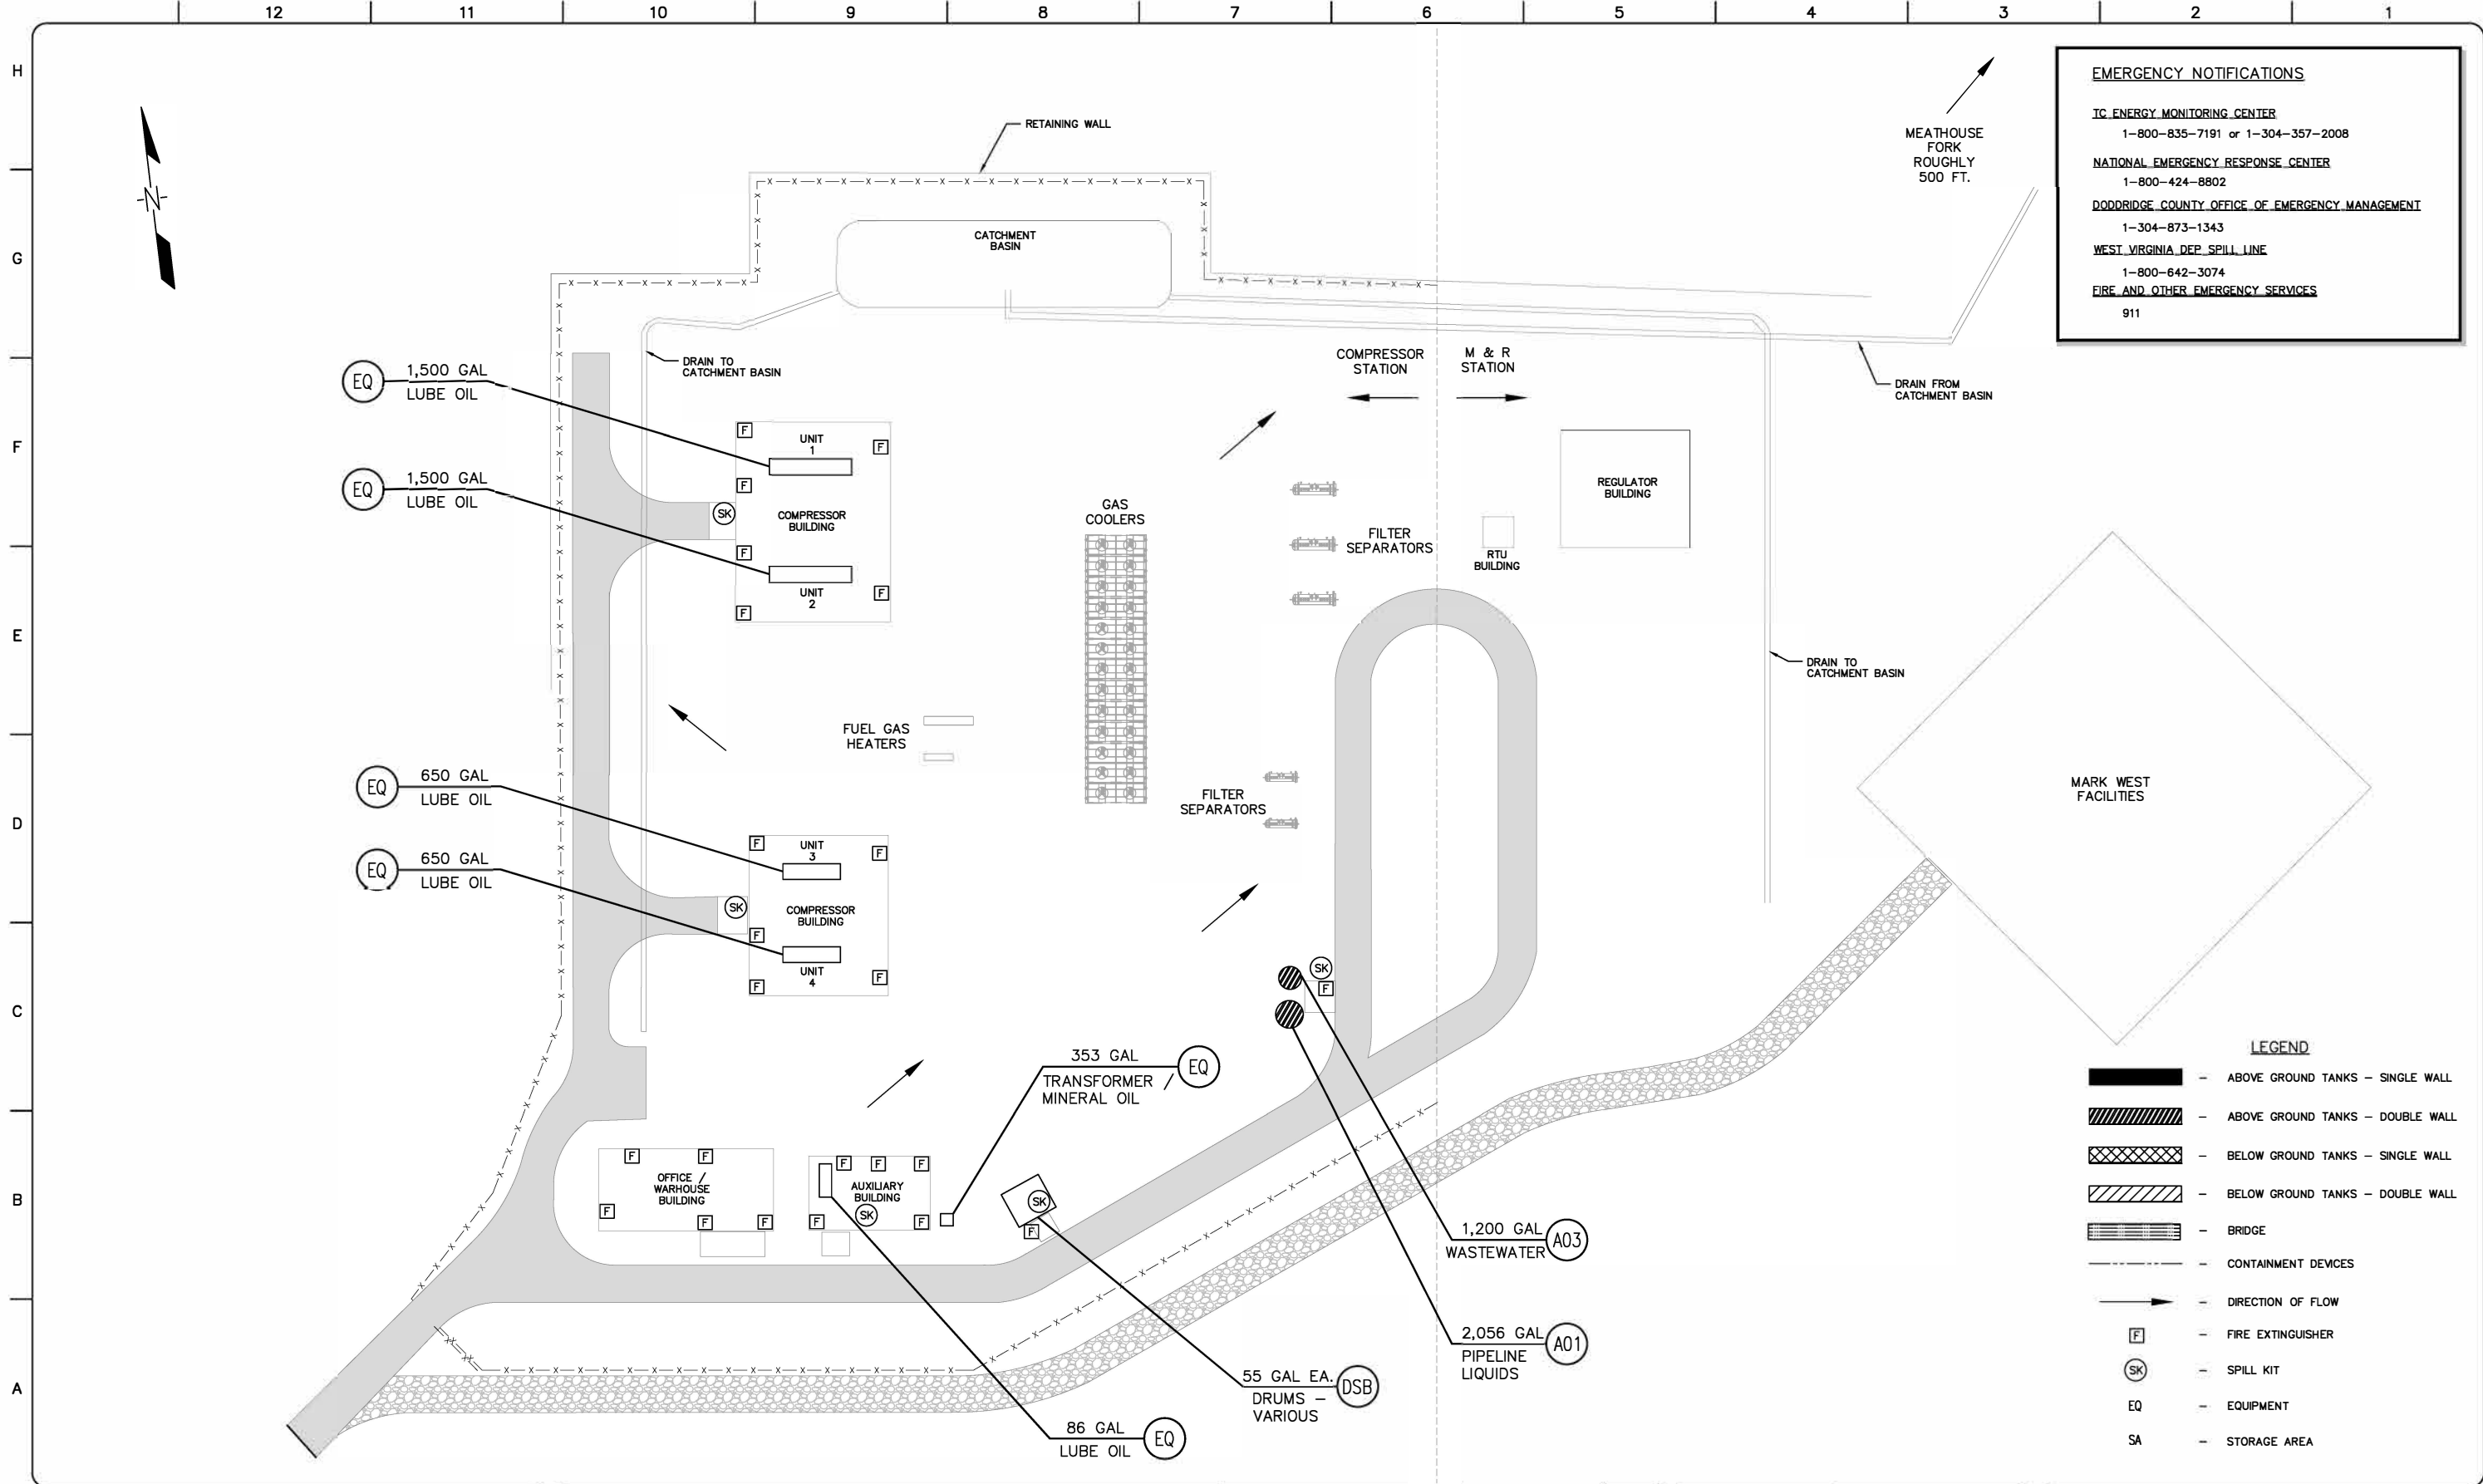 12 11 10 9 8 7 6 5 4 3 2 1
H
G
F
E
D
C
B
A
N
RETAINING WALL
CATCHMENT
BASIN
MEATHOUSE
FORK
ROUGHLY
500 FT.
EMERGENCY NOTIFICATIONS
TC ENERGY MONITORING CENTER
1-800-835-7191 or 1-304-357-2008
NATIONAL EMERGENCY RESPONSE CENTER
1-800-424-8802
DODDRIDGE COUNTY OFFICE OF EMERGENCY MANAGEMENT
1-304-873-1343
WEST VIRGINIA DEP SPILL LINE
1-800-642-3074
FIRE AND OTHER EMERGENCY SERVICES
911
DRAIN TO
CATCHMENT BASIN
COMPRESSOR
STATION
M & R
STATION
DRAIN FROM
CATCHMENT BASIN
EQ
1,500 GAL
LUBE OIL
EQ
1,500 GAL
LUBE OIL
F
UNIT
1
F
F
SK
COMPRESSOR
BUILDING
F
UNIT
2
F
F
GAS
COOLERS
FILTER
SEPARATORS
RTU
BUILDING
REGULATOR
BUILDING
DRAIN TO
CATCHMENT BASIN
FUEL GAS
HEATERS
FILTER
SEPARATORS
MARK WEST
FACILITIES
EQ
650 GAL
LUBE OIL
EQ
650 GAL
LUBE OIL
F
UNIT
3
F
SK
COMPRESSOR
BUILDING
F
UNIT
4
F
F
SK
F
353 GAL
TRANSFORMER /
MINERAL OIL
EQ
F
F
OFFICE /
WARHOUSE
BUILDING
F
F
F
F
F
F
AUXILIARY
BUILDING
SK
F
F
SK
F
1,200 GAL
WASTEWATER
A03
2,056 GAL
PIPELINE
LIQUIDS
A01
55 GAL EA.
DRUMS -
VARIOUS
DSB
86 GAL
LUBE OIL
EQ
LEGEND
- ABOVE GROUND TANKS - SINGLE WALL
- ABOVE GROUND TANKS - DOUBLE WALL
- BELOW GROUND TANKS - SINGLE WALL
- BELOW GROUND TANKS - DOUBLE WALL
- BRIDGE
- CONTAINMENT DEVICES
- DIRECTION OF FLOW
F - FIRE EXTINGUISHER
SK - SPILL KIT
EQ - EQUIPMENT
SA - STORAGE AREA